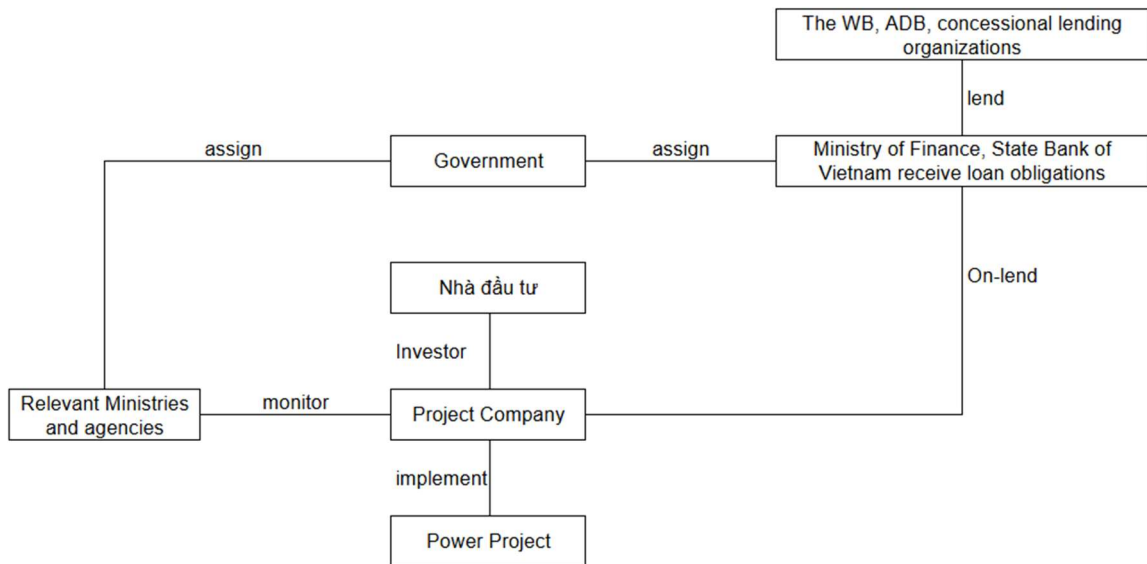 The WB, ADB, concessional lending
organizations
lend
assign
Government
assign
Ministry of Finance, State Bank of
Vietnam receive loan obligations
Nhà đầu tư
On-lend
Investor
Relevant Ministries
and agencies
monitor
Project Company
implement
Power Project